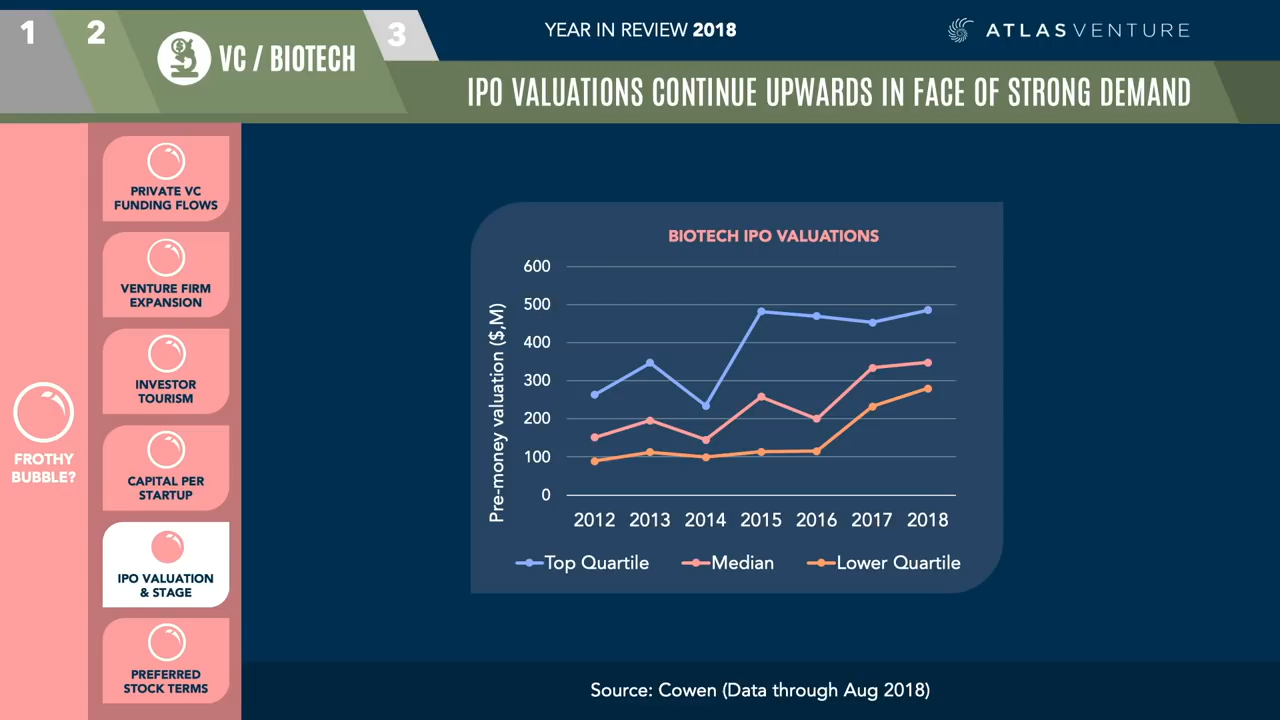 1
2
VC / BIOTECH
3
YEAR IN REVIEW 2018
ATLAS VENTURE
IPO VALUATIONS CONTINUE UPWARDS IN FACE OF STRONG DEMAND
FROTHY
BUBBLE?
PRIVATE VC
FUNDING FLOWS
VENTURE FIRM
EXPANSION
INVESTOR
TOURISM
CAPITAL PER
STARTUP
IPO VALUATION
& STAGE
PREFERRED
STOCK TERMS
BIOTECH IPO VALUATIONS
Pre-money valuation ($,M)
600
500
400
300
200
100
0
2012 2013 2014 2015 2016 2017 2018
Top Quartile Median Lower Quartile
Source: Cowen (Data through Aug 2018)